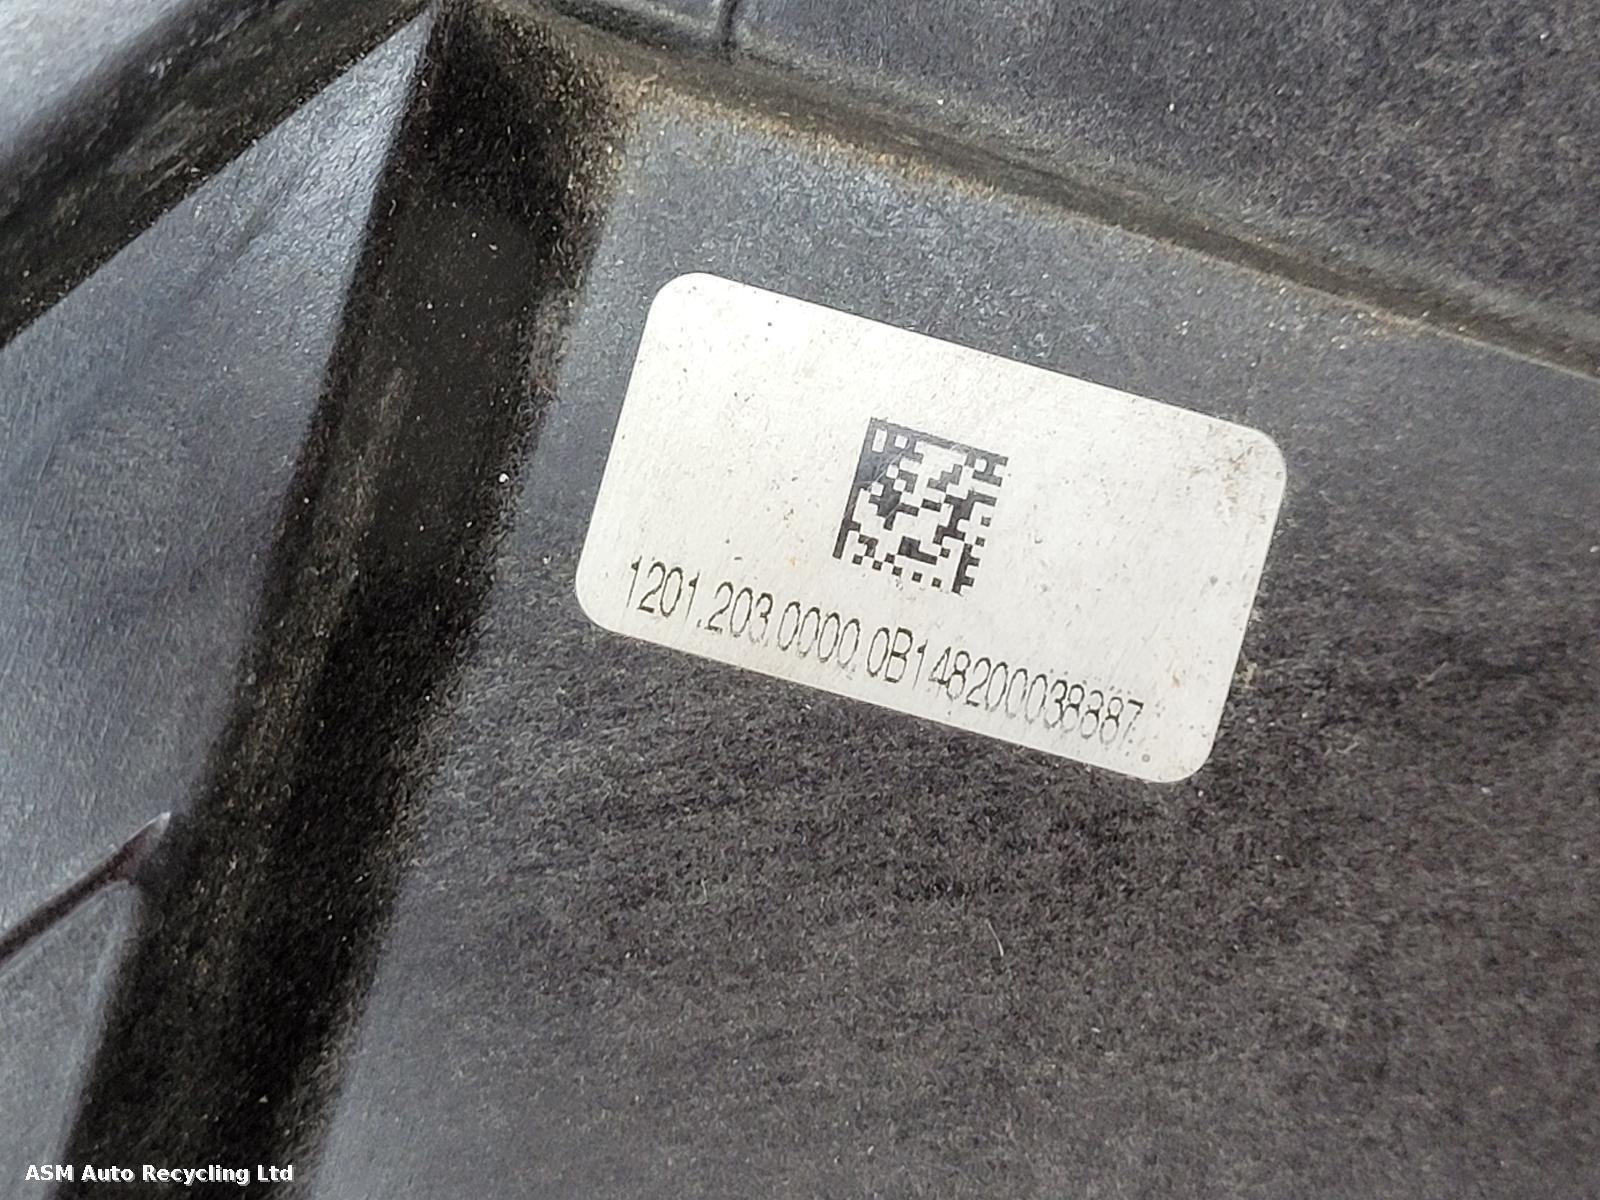 1201.203.0000.0B148200038887
ASM Auto Recycling Ltd